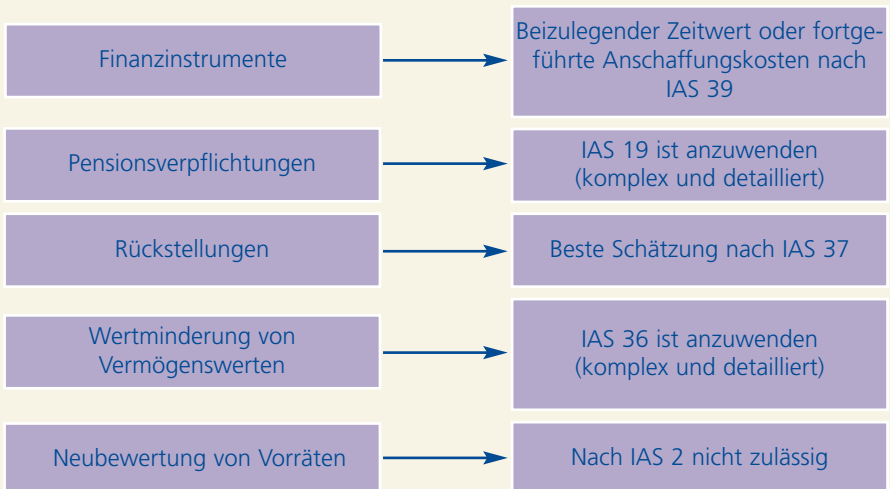 Finanzinstrumente
Beizulegender Zeitwert oder fortge-
führte Anschaffungskosten nach
IAS 39
Pensionsverpflichtungen
IAS 19 ist anzuwenden
(komplex und detailliert)
Rückstellungen
Beste Schätzung nach IAS 37
Wertminderung von
Vermögenswerten
IAS 36 ist anzuwenden
(komplex und detailliert)
Neubewertung von Vorräten
Nach IAS 2 nicht zulässig